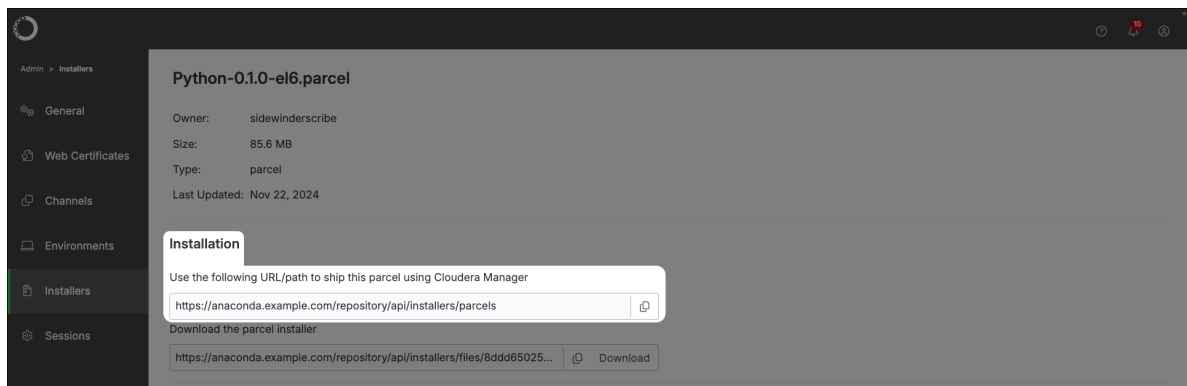 10
Admin > Installers
General
Web Certificates
Channels
Environments
Installers
Sessions
Python-0.1.0-el6.parcel
Owner: sidewinderscribe
Size: 85.6 MB
Type: parcel
Last Updated: Nov 22, 2024
Installation
Use the following URL/path to ship this parcel using Cloudera Manager
https://anaconda.example.com/repository/api/installers/parcels
Download the parcel installer
https://anaconda.example.com/repository/api/installers/files/8ddd65025... Download